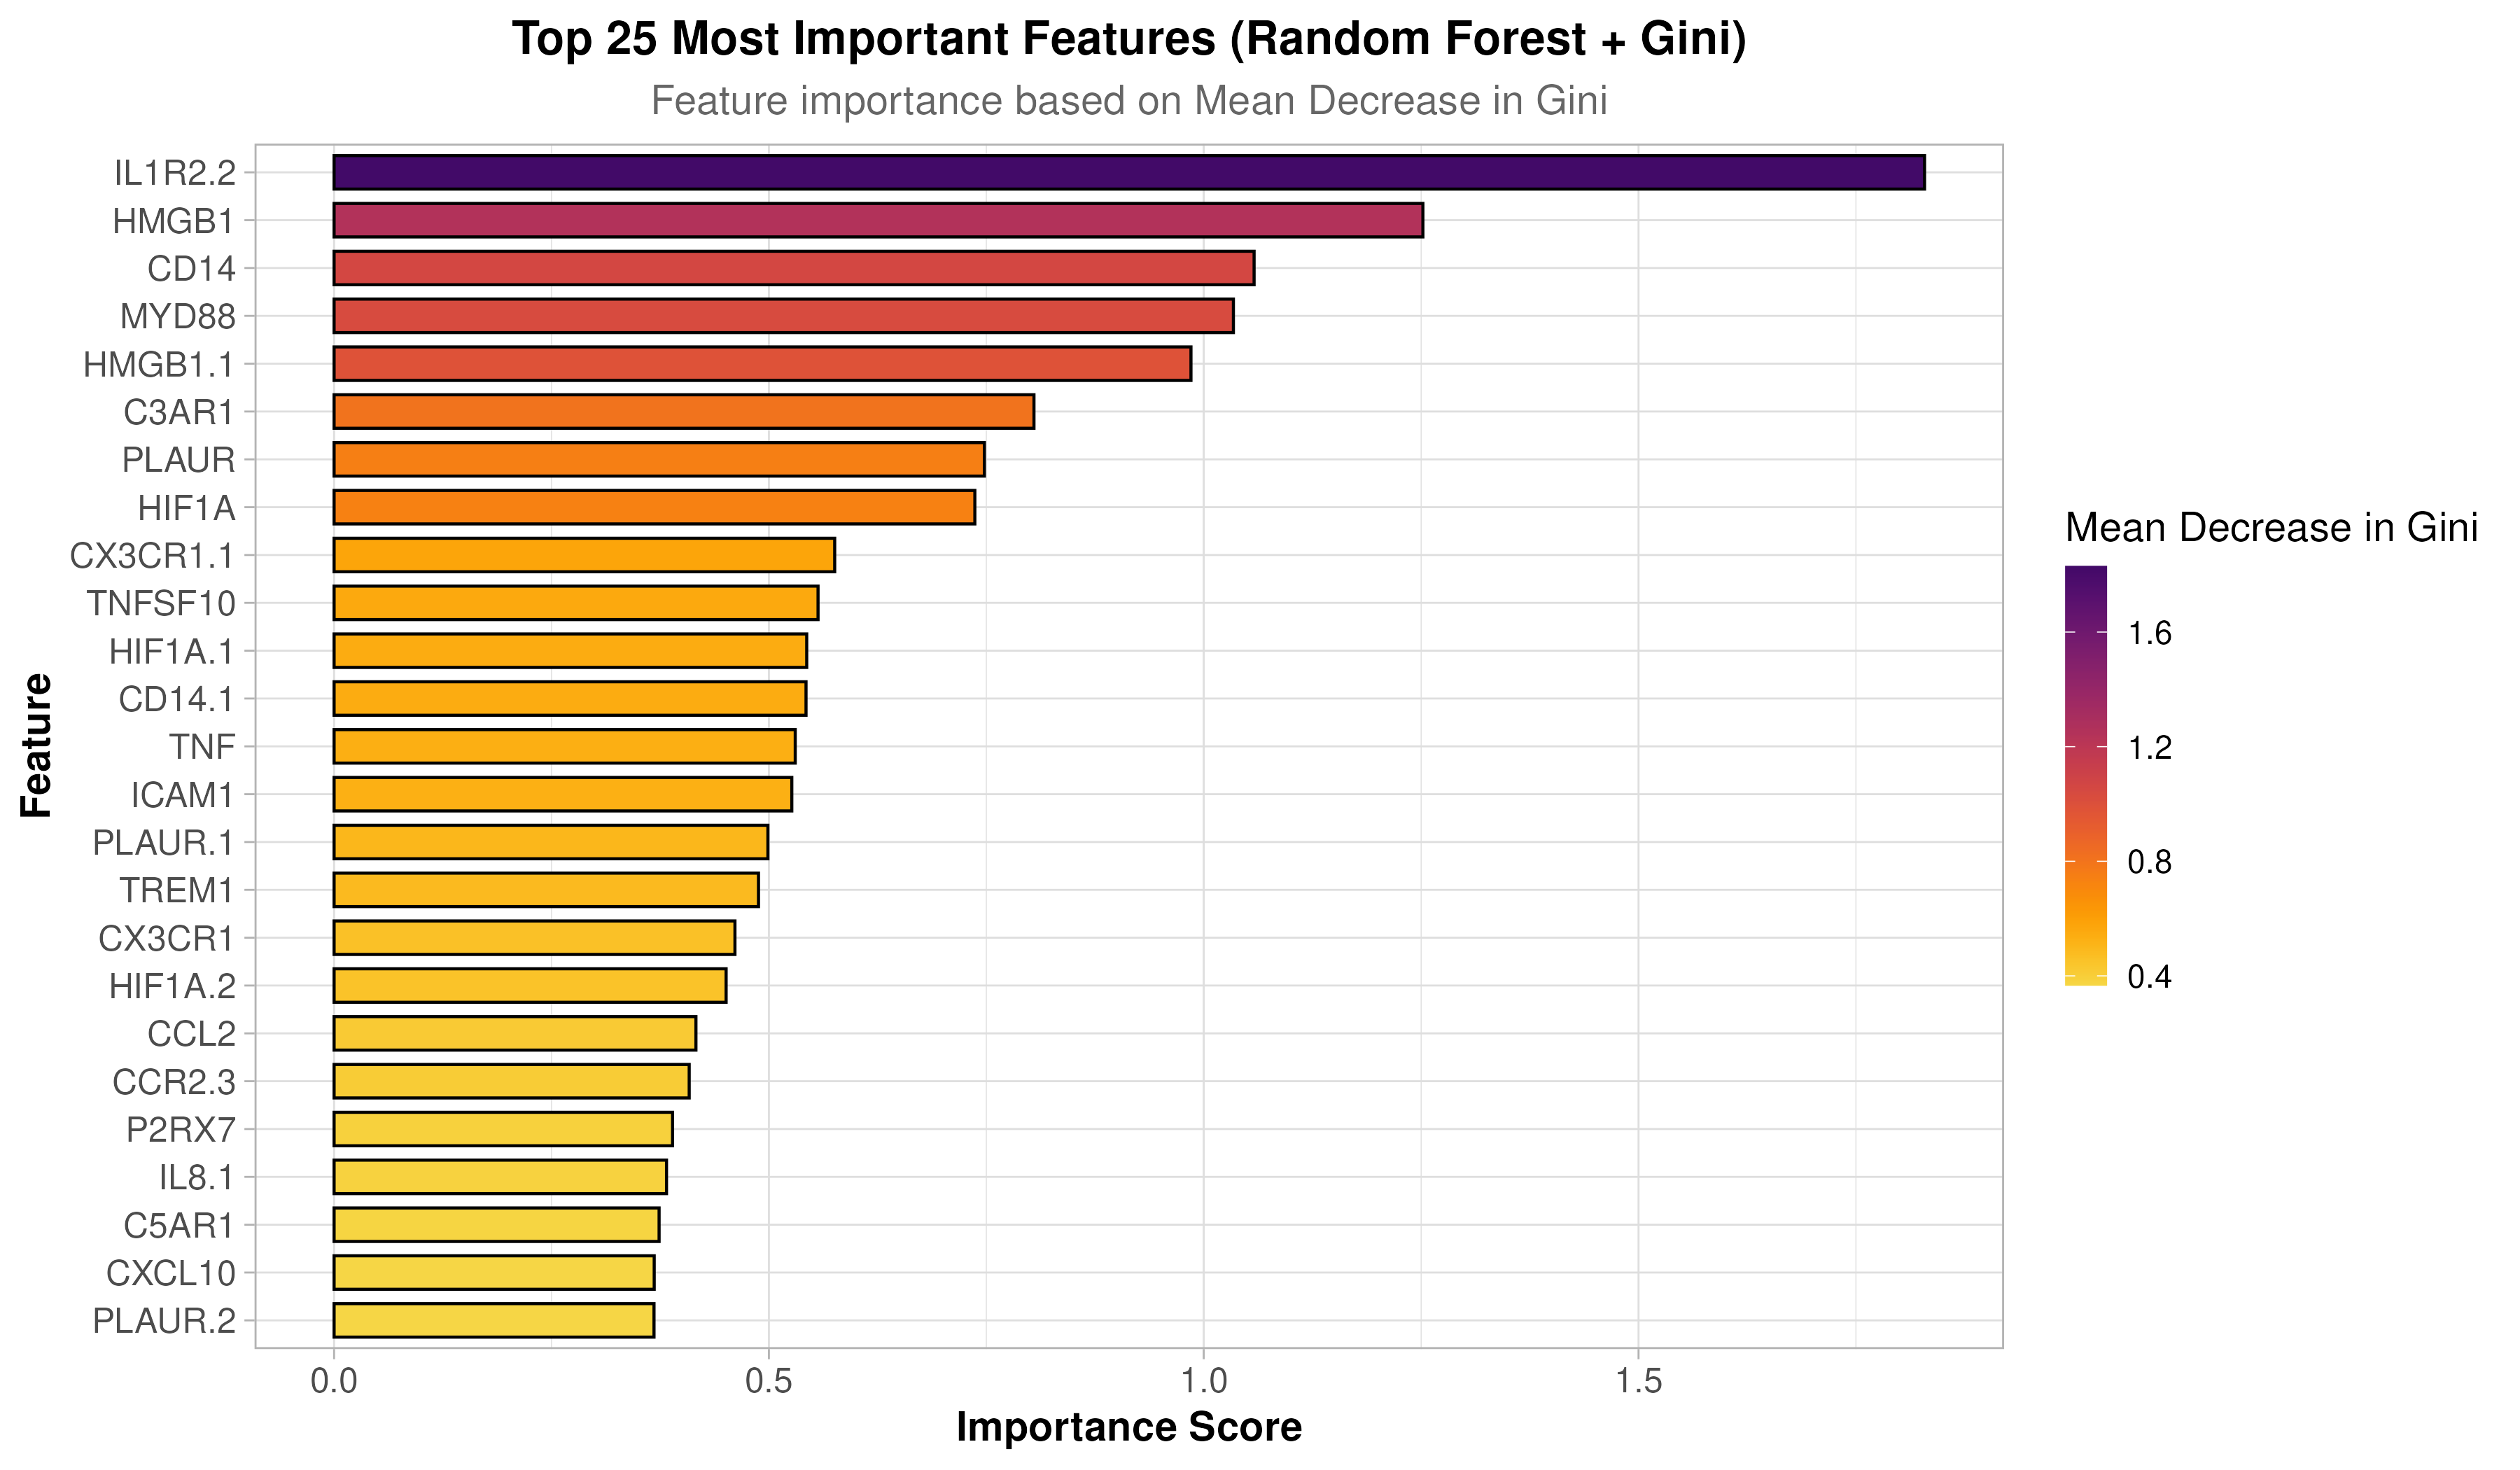 Top 25 Most Important Features (Random Forest + Gini)
Feature importance based on Mean Decrease in Gini
Feature
IL1R2.2
HMGB1
CD14
MYD88
HMGB1.1
C3AR1
PLAUR
HIF1A
CX3CR1.1
TNFSF10
HIF1A.1
CD14.1
TNF
ICAM1
PLAUR.1
TREM1
CX3CR1
HIF1A.2
CCL2
CCR2.3
P2RX7
IL8.1
C5AR1
CXCL10
PLAUR.2
0.0 0.5 1.0 1.5
Importance Score
Mean Decrease in Gini
1.6
1.2
0.8
0.4